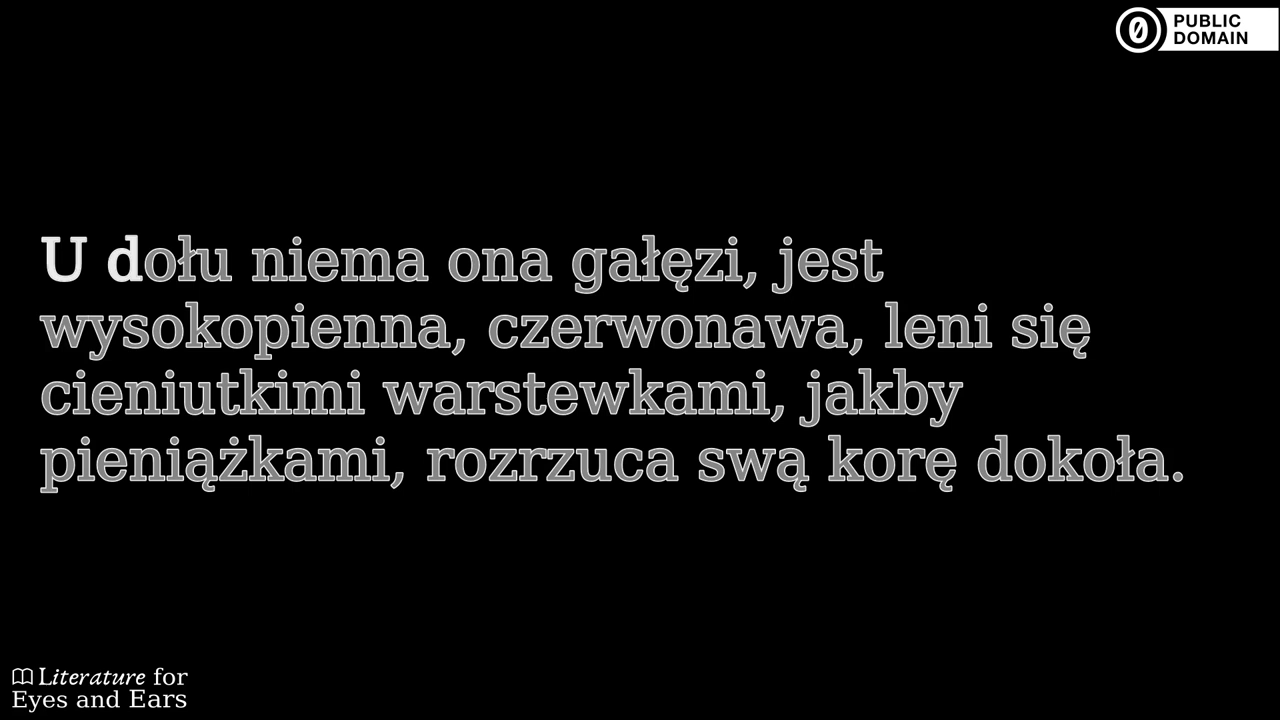 PUBLIC
DOMAIN
U dołu niema ona gałęzi, jest
wysokopienna, czerwonawa, leni się
cieniutkimi warstewkami, jakby
pieniążkami, rozrzuca swą korę dokoła.
Literature for
Eyes and Ears